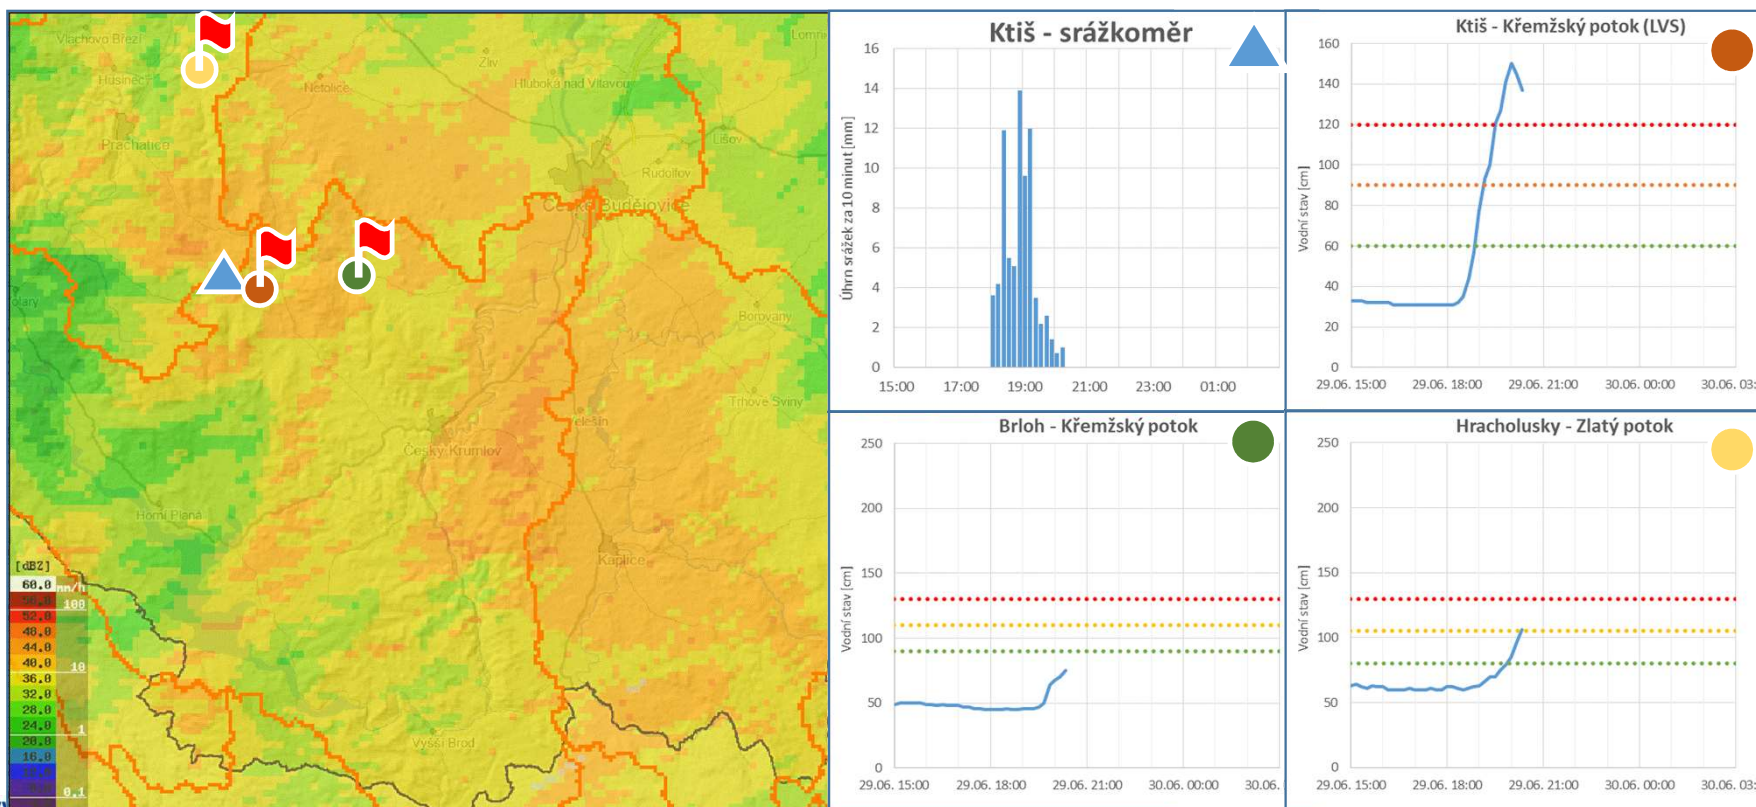 Vlachovo Březí
Husinec
Prachatice
Netolice
Zliv
Hluboká nad Vltavou
Lišov
Rudolfov
České Budějovice
Borovany
Trhové Sviny
Velešín
Český Krumlov
Horní Planá
Kaplice
Vyšší Brod
[dBZ]
60.0
52.0
48.0
44.0
40.0
36.0
32.0
28.0
24.0
20.0
16.0
mm/h
100
10
1
0.1
Ktiš - srážkoměr
Úhrn srážek za 10 minut [mm]
16
14
12
10
8
6
4
2
0
15:00 17:00 19:00 21:00 23:00 01:00
Ktiš - Křemžský potok (LVS)
Vodní stav [cm]
160
140
120
100
80
60
40
20
0
29.06. 15:00 29.06. 18:00 29.06. 21:00 30.06. 00:00 30.06. 03:
Brloh - Křemžský potok
Vodní stav [cm]
250
200
150
100
50
0
29.06. 15:00 29.06. 18:00 29.06. 21:00 30.06. 00:00 30.06.
Hracholusky - Zlatý potok
Vodní stav [cm]
250
200
150
100
50
0
29.06. 15:00 29.06. 18:00 29.06. 21:00 30.06. 00:00 30.06. 03: